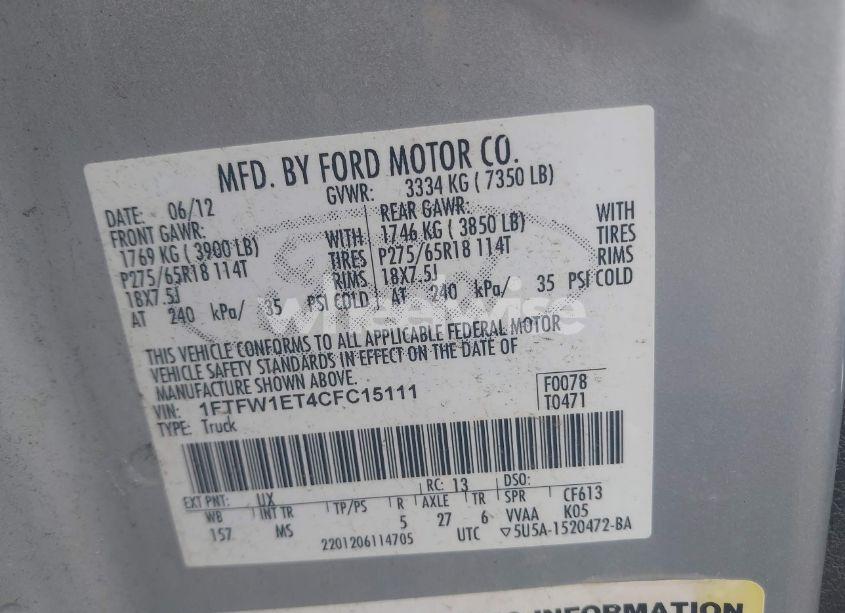 MFD. BY FORD MOTOR CO.
DATE: 06/12 GVWR: 3334 KG ( 7350 LB)
FRONT GAWR: REAR GAWR:
1769 KG ( 3900 LB) WITH 1746 KG ( 3850 LB) WITH
P275/65R18 114T TIRES P275/65R18 114T TIRES
18X7.5J RIMS 18X7.5J RIMS
AT 240 kPa/ 35 PSI COLD AT 240 kPa/ 35 PSI COLD
THIS VEHICLE CONFORMS TO ALL APPLICABLE FEDERAL MOTOR
VEHICLE SAFETY STANDARDS IN EFFECT ON THE DATE OF
MANUFACTURE SHOWN ABOVE.
VIN: 1FTFW1ET4CFC15111 F0078
TYPE: Truck T0471
EXT PNT: UX RC: 13 DSO:
WB INT TR TP/PS R AXLE TR SPR CF613
157 MS 5 27 6 VVAA K05
2201206114705 UTC ▽5U5A-1520472-BA
wheelwise
INFORMATION